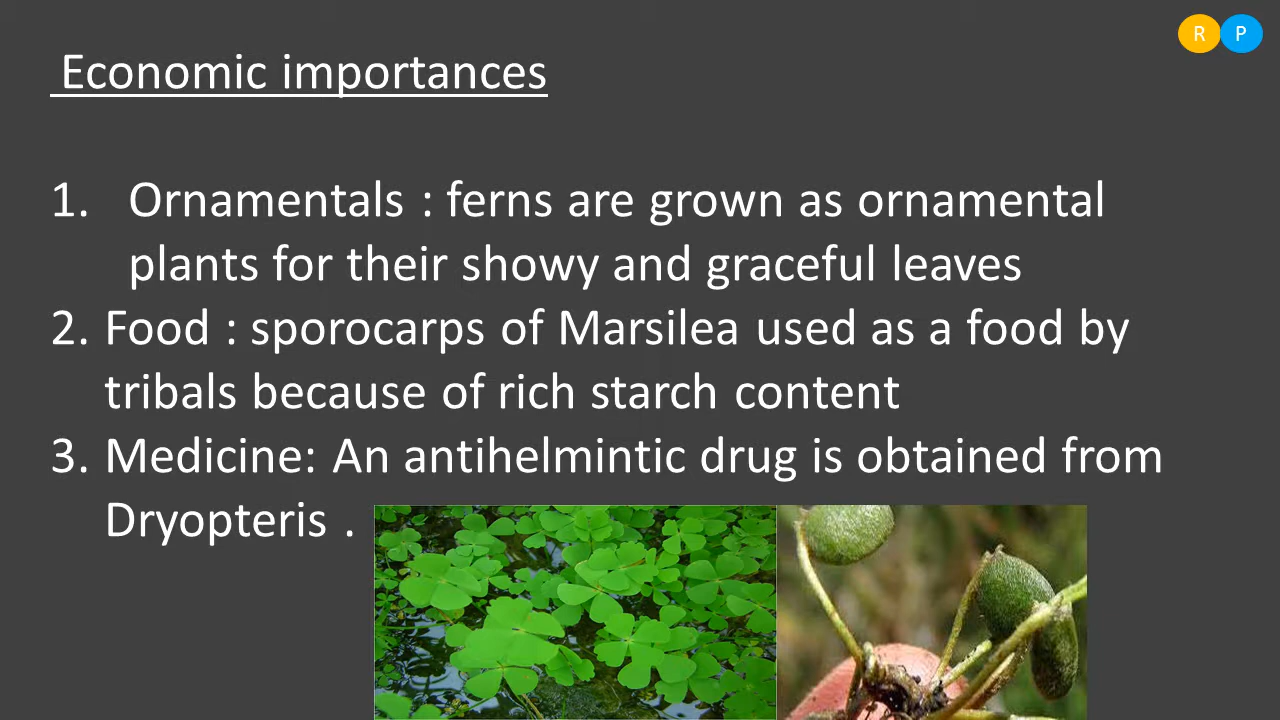 R P
Economic importances
1. Ornamentals : ferns are grown as ornamental
plants for their showy and graceful leaves
2. Food : sporocarps of Marsilea used as a food by
tribals because of rich starch content
3. Medicine: An antihelmintic drug is obtained from
Dryopteris .